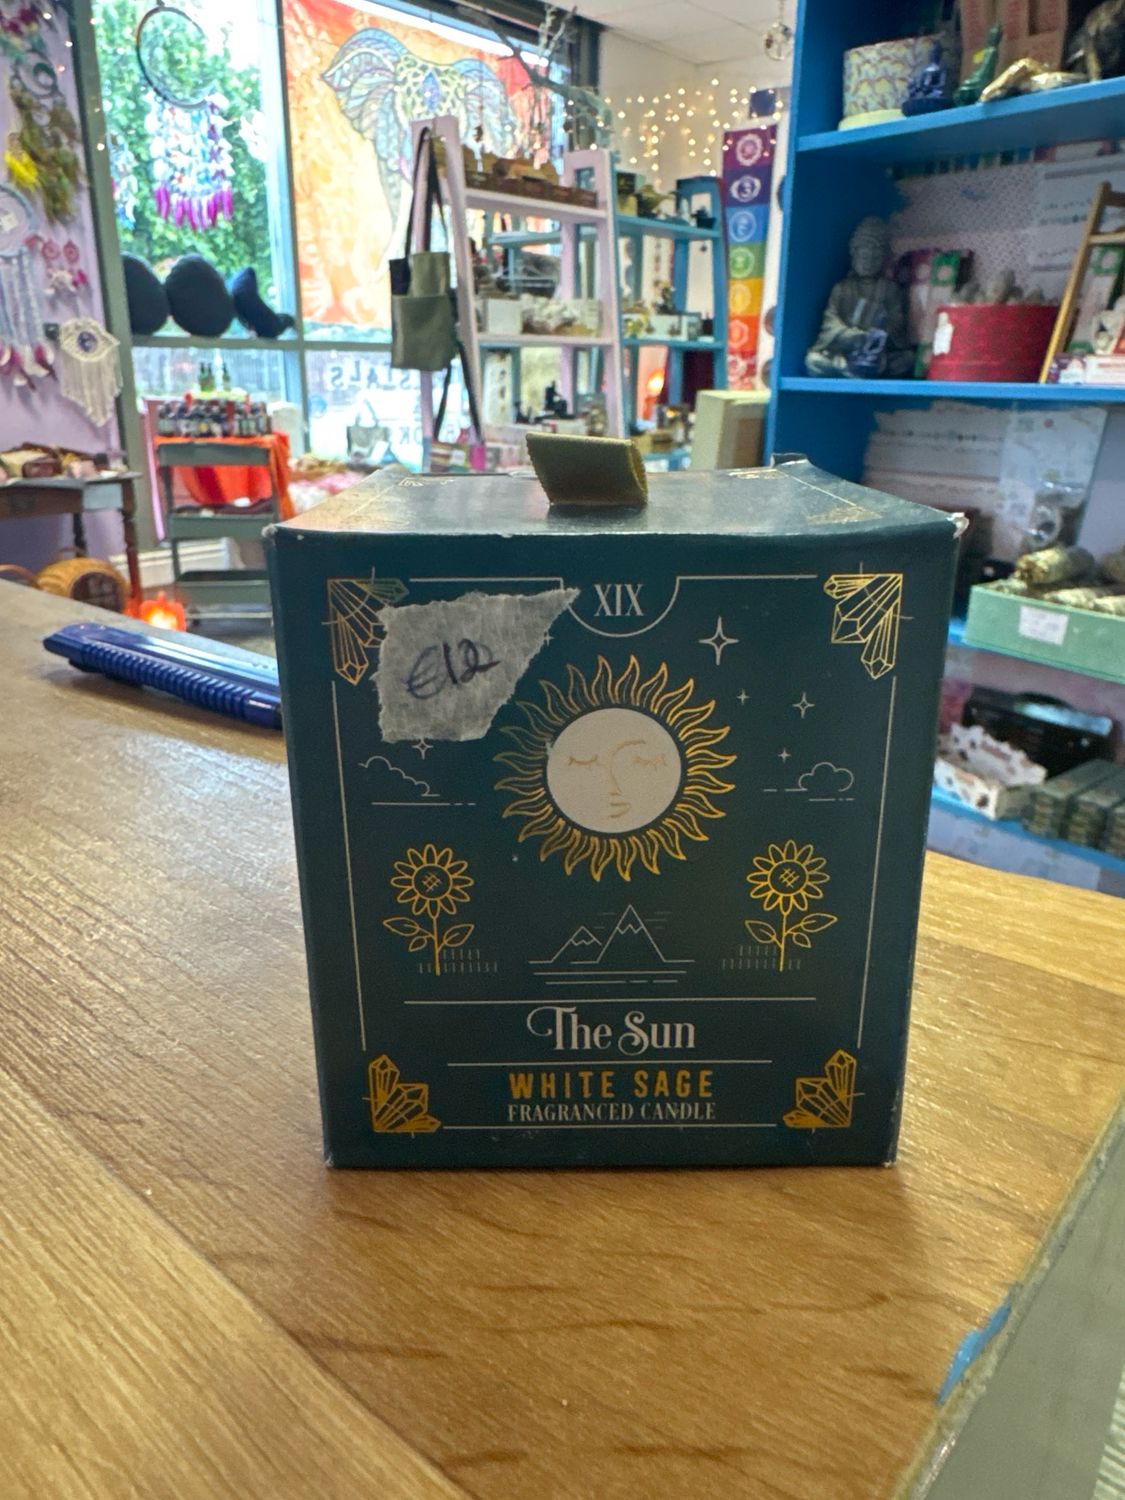 XIX
€12
The Sun
WHITE SAGE
FRAGRANCED CANDLE